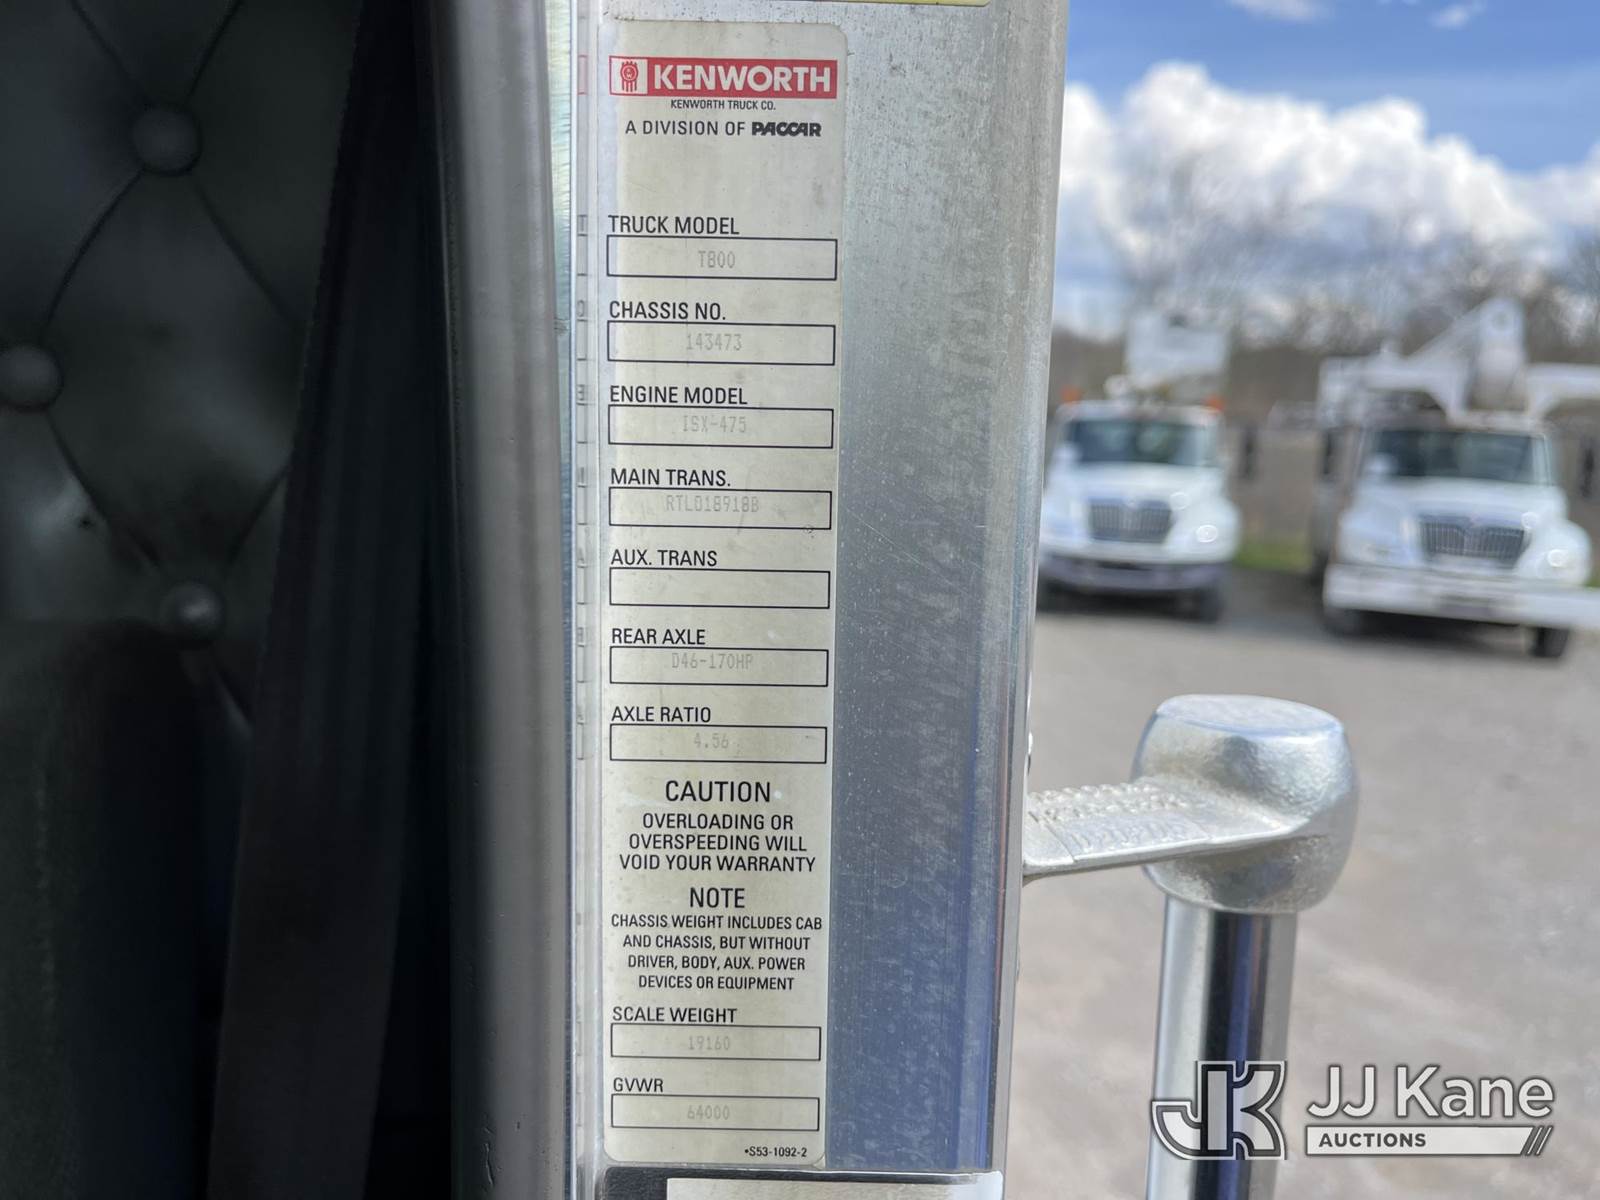 KENWORTH
KENWORTH TRUCK CO.
A DIVISION OF PACCAR
TRUCK MODEL
T800
CHASSIS NO.
143473
ENGINE MODEL
ISX-475
MAIN TRANS.
RTLO18918B
AUX. TRANS
REAR AXLE
D46-170HP
AXLE RATIO
4.56
CAUTION
OVERLOADING OR
OVERSPEEDING WILL
VOID YOUR WARRANTY
NOTE
CHASSIS WEIGHT INCLUDES CAB
AND CHASSIS, BUT WITHOUT
DRIVER, BODY, AUX. POWER
DEVICES OR EQUIPMENT
SCALE WEIGHT
19160
GVWR
64000
•S53-1092-2
JJ Kane
AUCTIONS